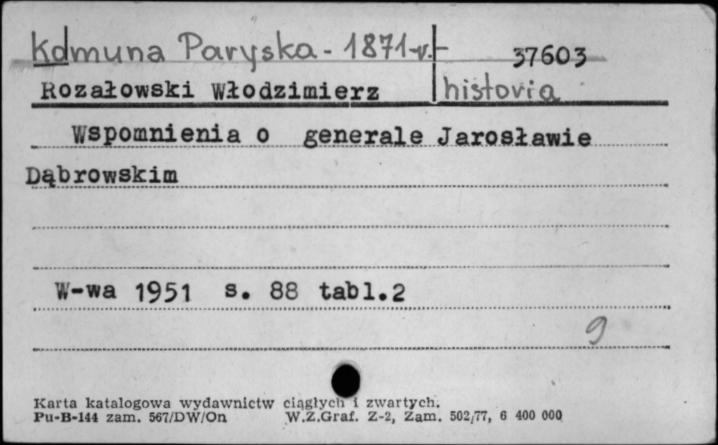 Komuna Paryska - 1871 r. 37603
Rozałowski Włodzimierz historia
Wspomnienia o generale Jarosławie
Dąbrowskim
W-wa 1951 s. 88 tabl.2
9
Karta katalogowa wydawnictw ciągłych i zwartych.
Pu-B-144 zam. 567/DW/On W.Z.Graf. Z-2, Zam. 502/77, 6 400 000